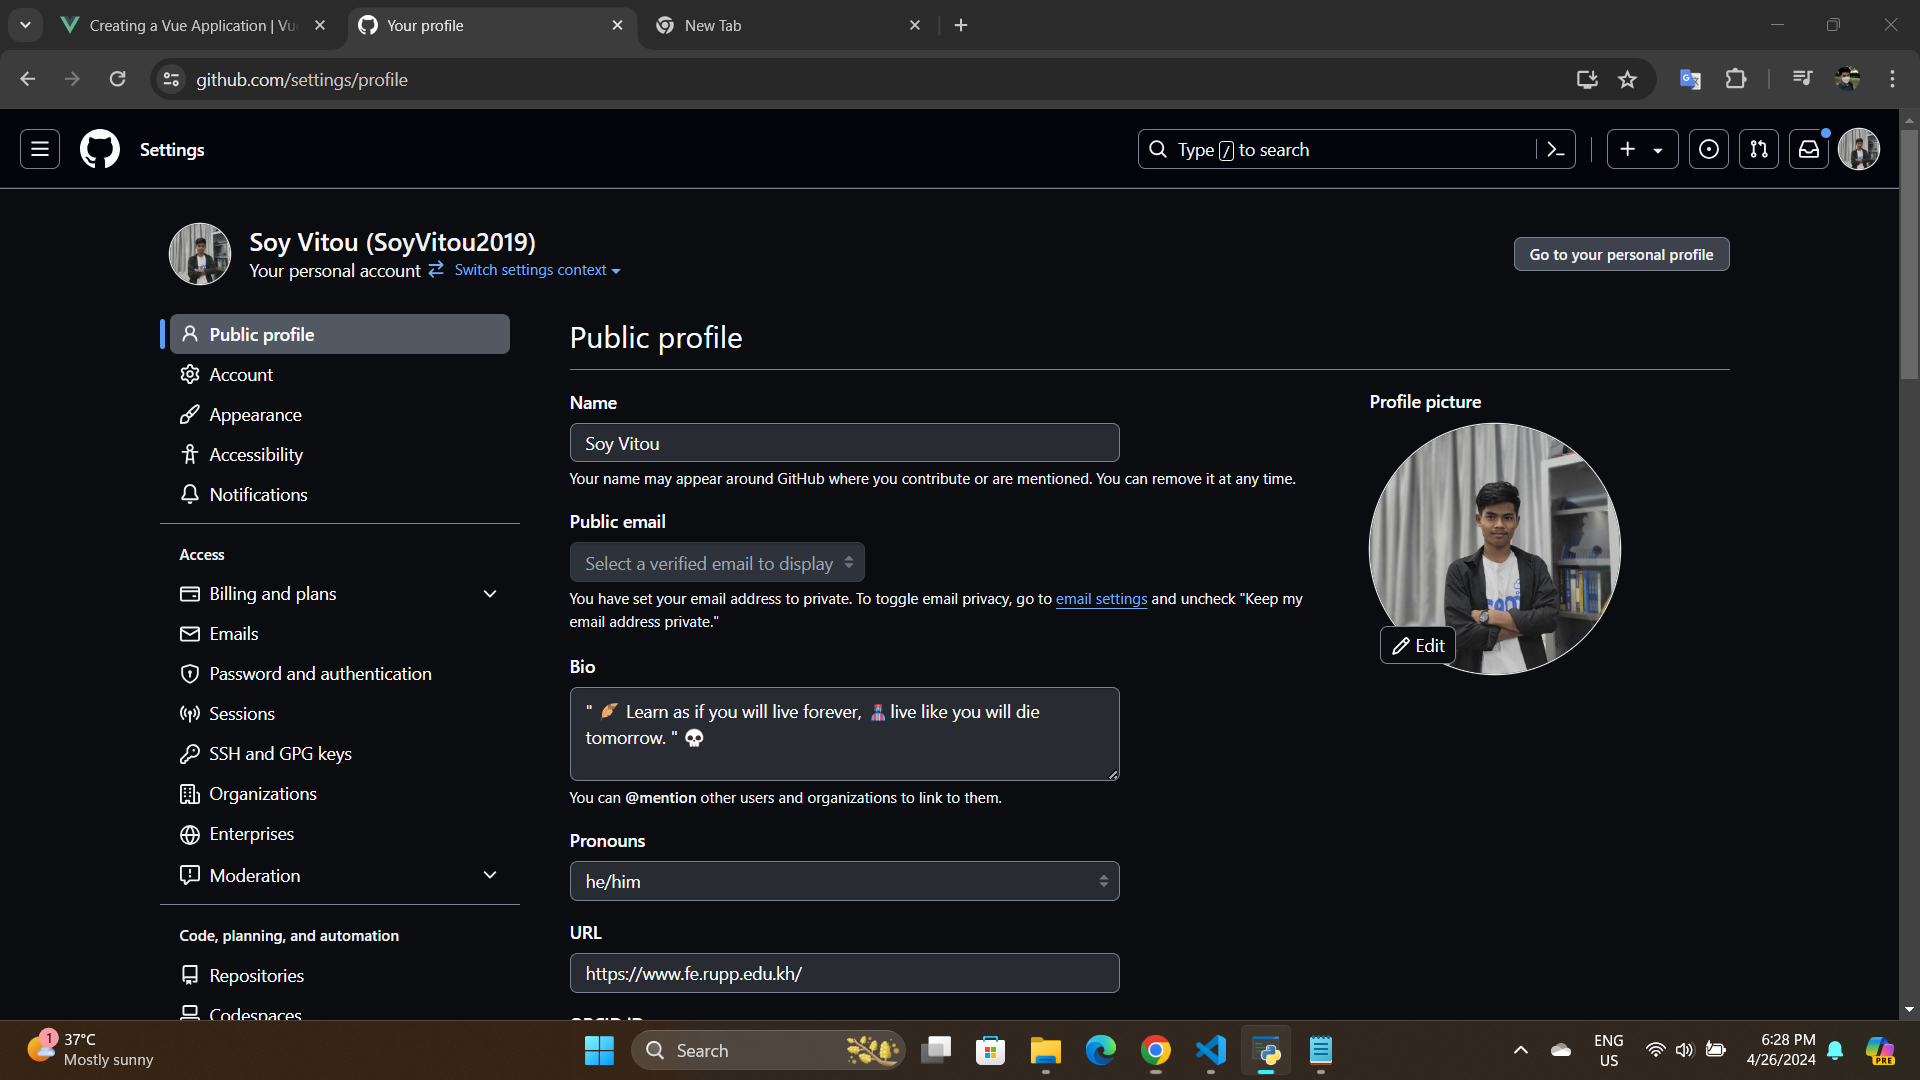 Creating a Vue Application | Vu
Your profile
New Tab
github.com/settings/profile
Settings
Type / to search
Soy Vitou (SoyVitou2019)
Your personal account
Switch settings context
Go to your personal profile
Public profile
Account
Appearance
Accessibility
Notifications
Access
Billing and plans
Emails
Password and authentication
Sessions
SSH and GPG keys
Organizations
Enterprises
Moderation
Code, planning, and automation
Repositories
Codespaces
Public profile
Name
Soy Vitou
Your name may appear around GitHub where you contribute or are mentioned. You can remove it at any time.
Public email
Select a verified email to display
You have set your email address to private. To toggle email privacy, go to email settings and uncheck "Keep my
email address private."
Bio
" 🪶 Learn as if you will live forever, live like you will die
tomorrow. " 💀
You can @mention other users and organizations to link to them.
Pronouns
he/him
URL
https://www.fe.rupp.edu.kh/
ORCID iD
Profile picture
Edit
1
37°C
Mostly sunny
Search
ENG
US
6:28 PM
4/26/2024
PRE